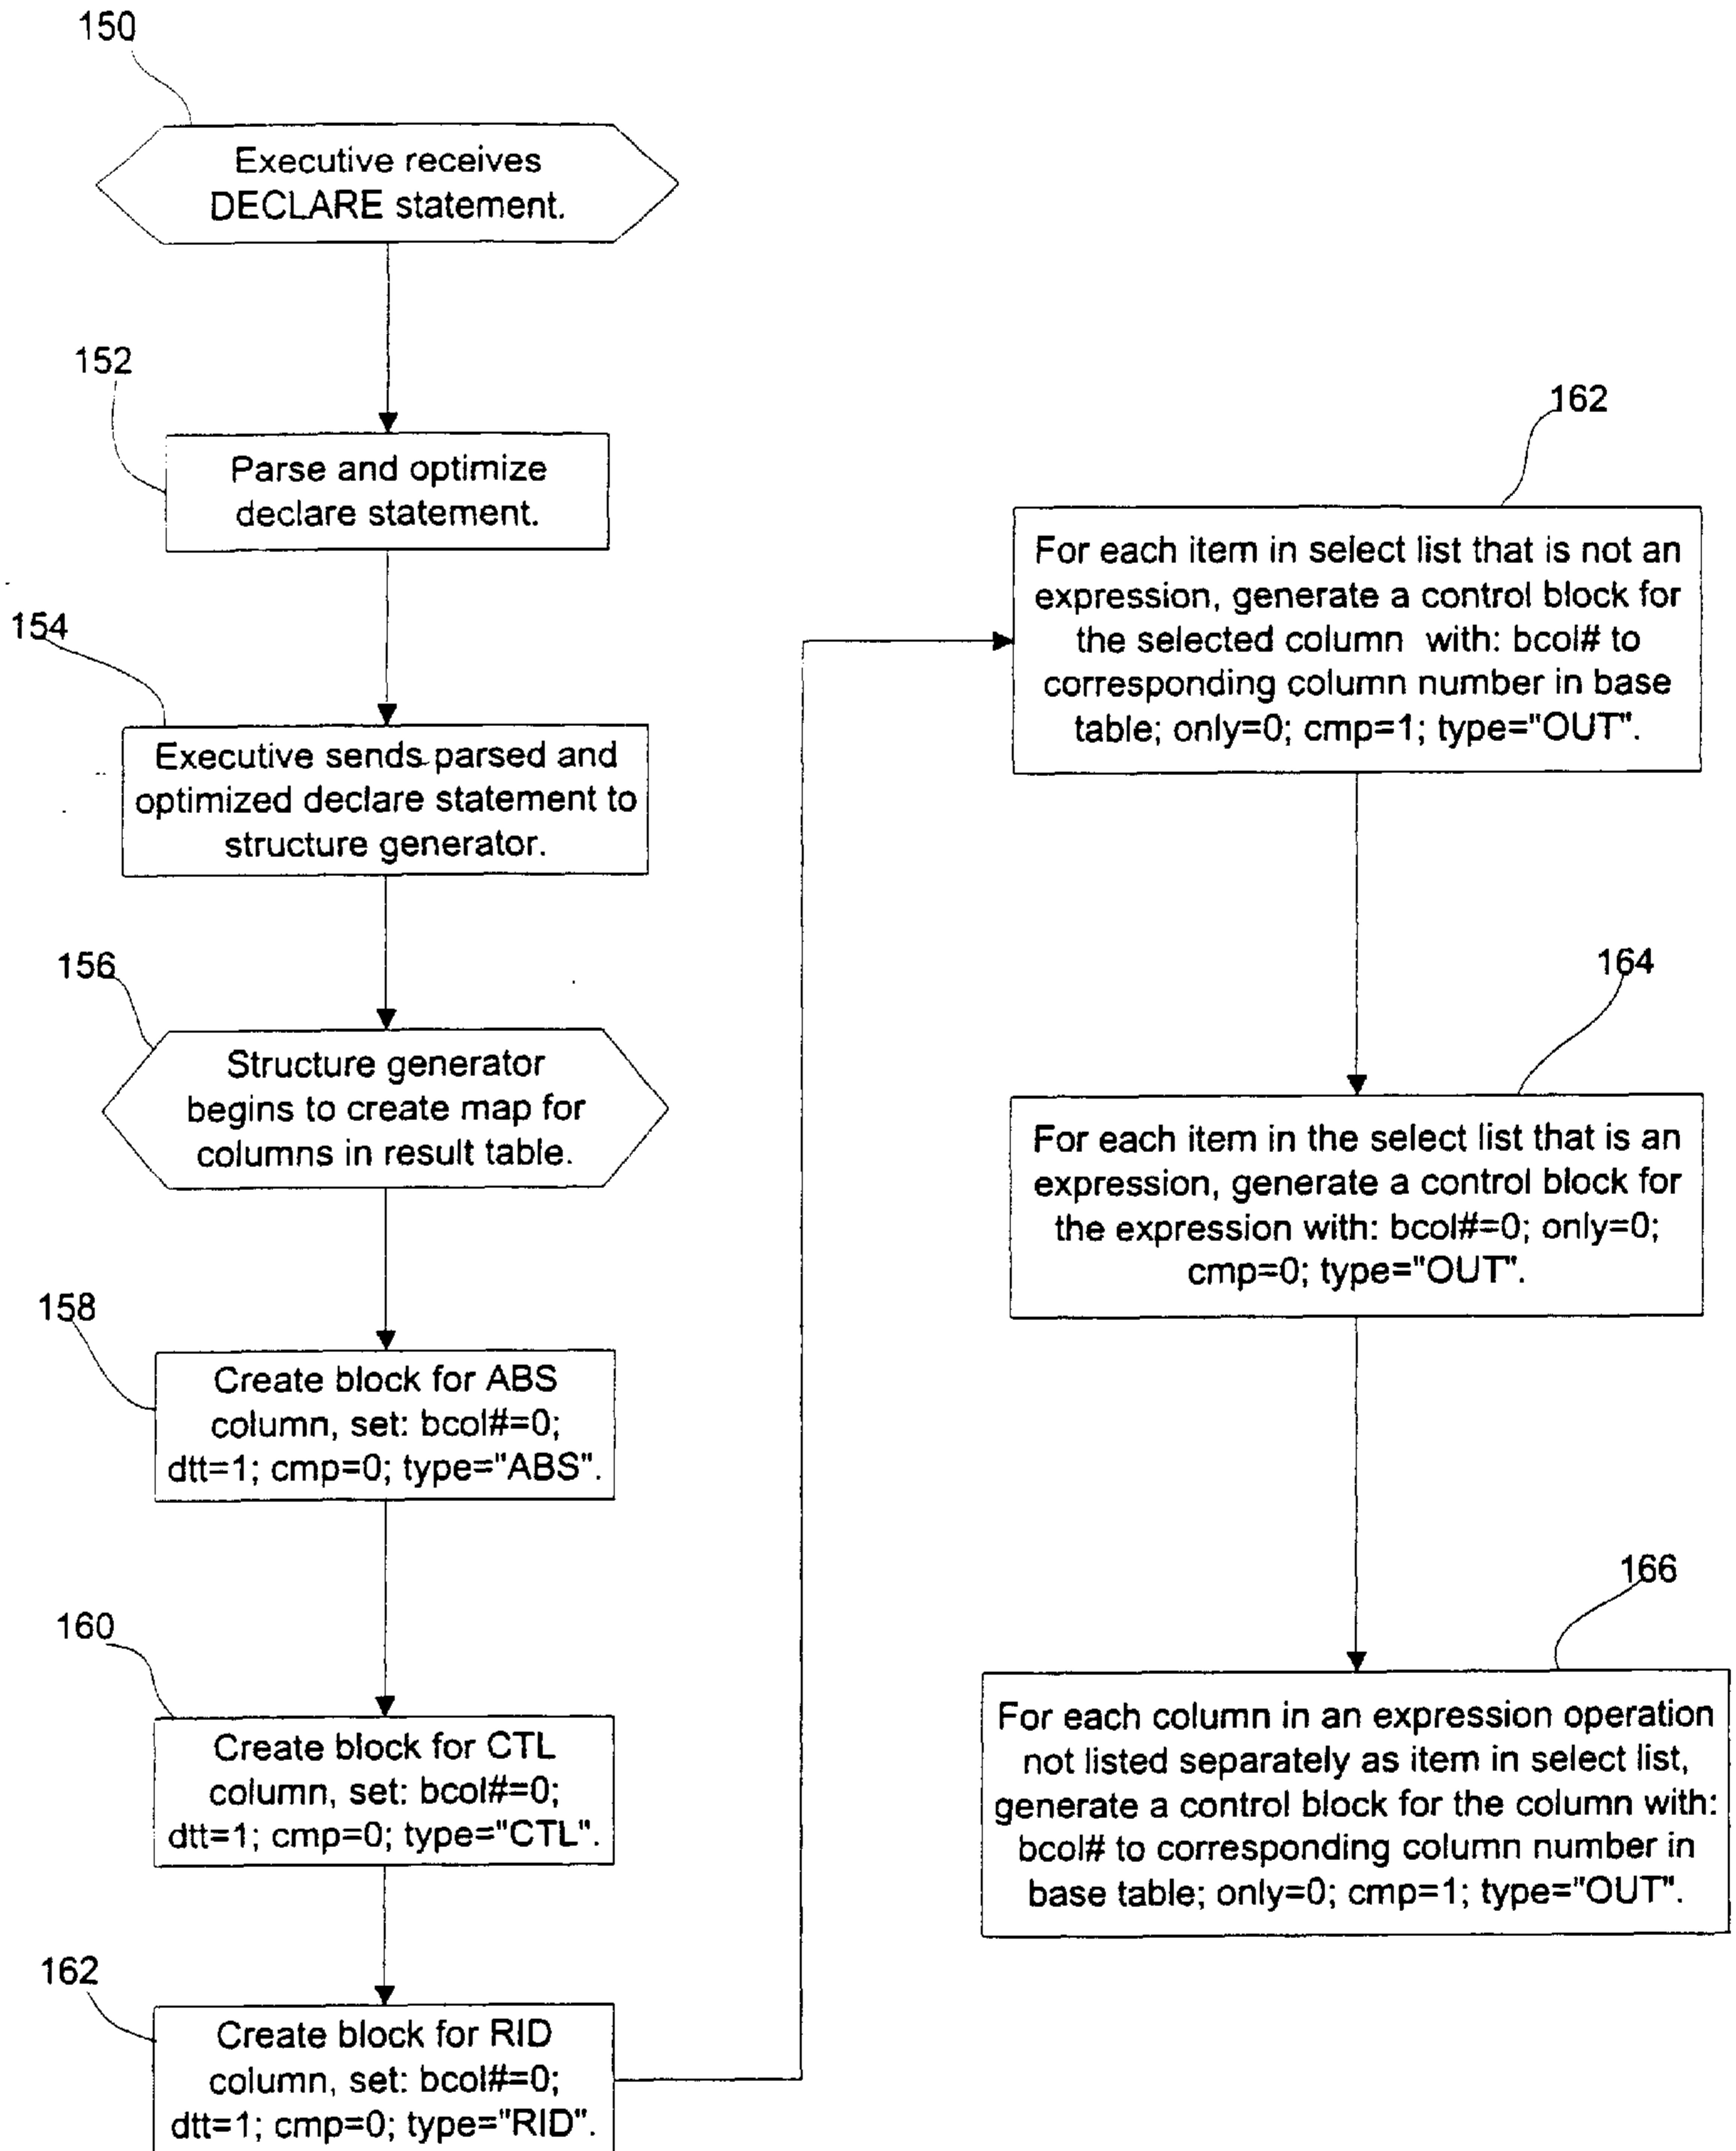 150
Executive receives
DECLARE statement.
152
Parse and optimize
declare statement.
154
Executive sends parsed and
optimized declare statement to
structure generator.
156
Structure generator
begins to create map for
columns in result table.
158
Create block for ABS
column, set: bcol#=0;
dtt=1; cmp=0; type="ABS".
160
Create block for CTL
column, set: bcol#=0;
dtt=1; cmp=0; type="CTL".
162
Create block for RID
column, set: bcol#=0;
dtt=1; cmp=0; type="RID".
162
For each item in select list that is not an
expression, generate a control block for
the selected column with: bcol# to
corresponding column number in base
table; only=0; cmp=1; type="OUT".
164
For each item in the select list that is an
expression, generate a control block for
the expression with: bcol#=0; only=0;
cmp=0; type="OUT".
166
For each column in an expression operation
not listed separately as item in select list,
generate a control block for the column with:
bcol# to corresponding column number in
base table; only=0; cmp=1; type="OUT".